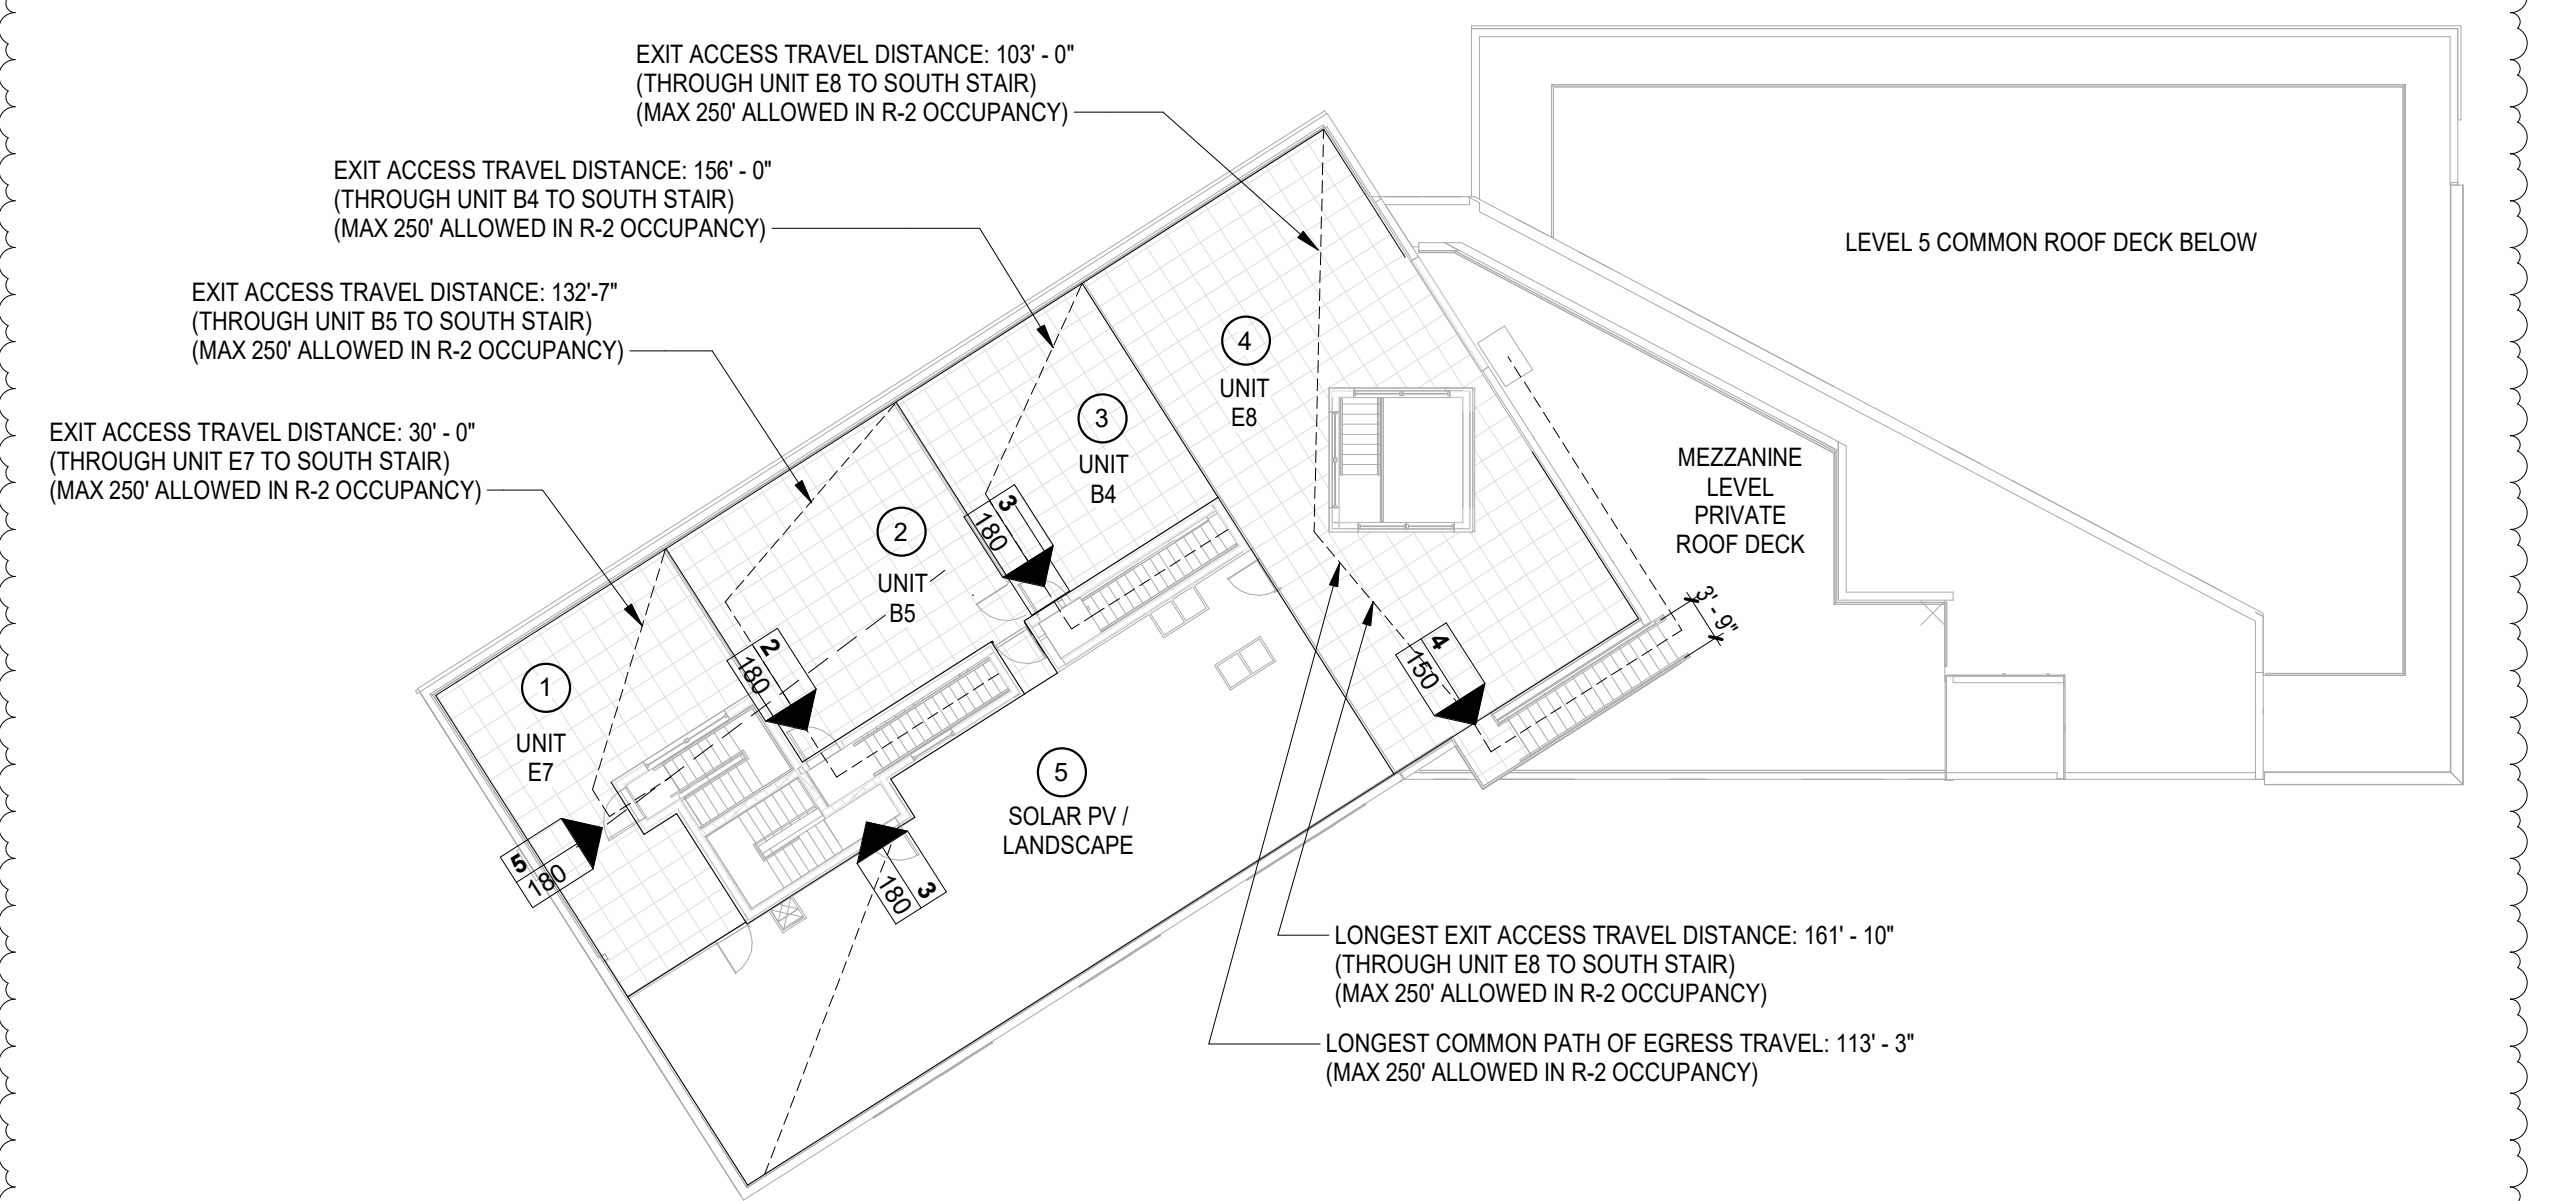 EXIT ACCESS TRAVEL DISTANCE: 103' - 0"
(THROUGH UNIT E8 TO SOUTH STAIR)
(MAX 250' ALLOWED IN R-2 OCCUPANCY)
EXIT ACCESS TRAVEL DISTANCE: 156' - 0"
(THROUGH UNIT B4 TO SOUTH STAIR)
(MAX 250' ALLOWED IN R-2 OCCUPANCY)
EXIT ACCESS TRAVEL DISTANCE: 132'-7"
(THROUGH UNIT B5 TO SOUTH STAIR)
(MAX 250' ALLOWED IN R-2 OCCUPANCY)
EXIT ACCESS TRAVEL DISTANCE: 30' - 0"
(THROUGH UNIT E7 TO SOUTH STAIR)
(MAX 250' ALLOWED IN R-2 OCCUPANCY)
LEVEL 5 COMMON ROOF DECK BELOW
4
UNIT
E8
3
UNIT
B4
2
UNIT
B5
1
UNIT
E7
MEZZANINE
LEVEL
PRIVATE
ROOF DECK
3' - 9"
3
180
2
180
4
150
5
180
3
180
5
SOLAR PV /
LANDSCAPE
LONGEST EXIT ACCESS TRAVEL DISTANCE: 161' - 10"
(THROUGH UNIT E8 TO SOUTH STAIR)
(MAX 250' ALLOWED IN R-2 OCCUPANCY)
LONGEST COMMON PATH OF EGRESS TRAVEL: 113' - 3"
(MAX 250' ALLOWED IN R-2 OCCUPANCY)